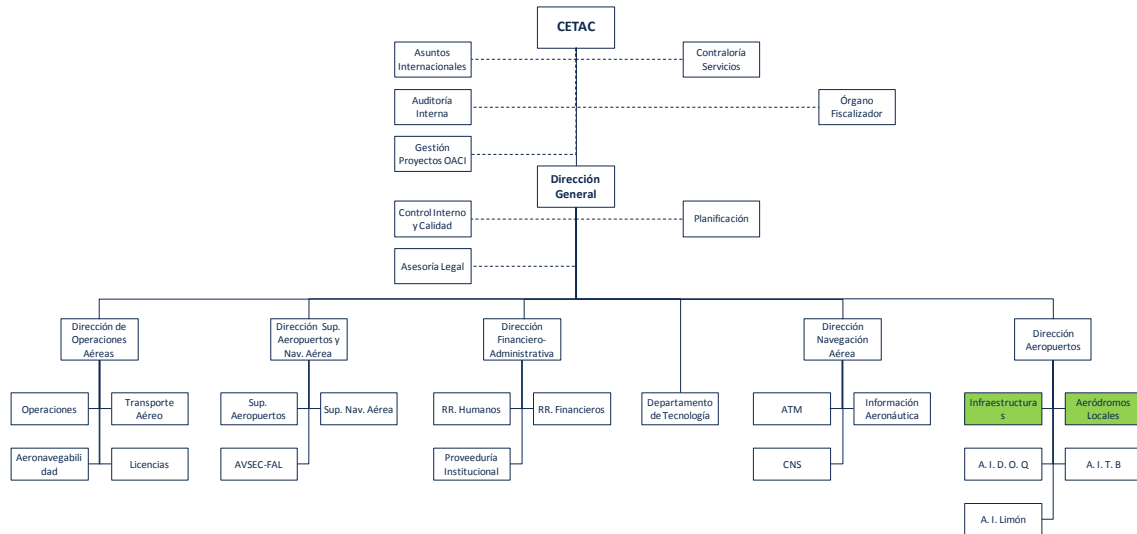 CETAC
Asuntos
Internacionales
Contraloría
Servicios
Auditoría
Interna
Órgano
Fiscalizador
Gestión
Proyectos OACI
Dirección
General
Control Interno
y Calidad
Planificación
Asesoría Legal
Dirección de
Operaciones
Aéreas
Dirección Sup.
Aeropuertos y
Nav. Aérea
Dirección
Financiero-
Administrativa
Dirección
Navegación
Aérea
Dirección
Aeropuertos
Operaciones
Transporte
Aéreo
Sup.
Aeropuertos
Sup. Nav. Aérea
RR. Humanos
RR. Financieros
Departamento
de Tecnología
ATM
Información
Aeronáutica
Infraestructura
s
Aeródromos
Locales
Aeronavegabili
dad
Licencias
AVSEC-FAL
Proveeduría
Institucional
CNS
A. I. D. O. Q
A. I. T. B
A. I. Limón